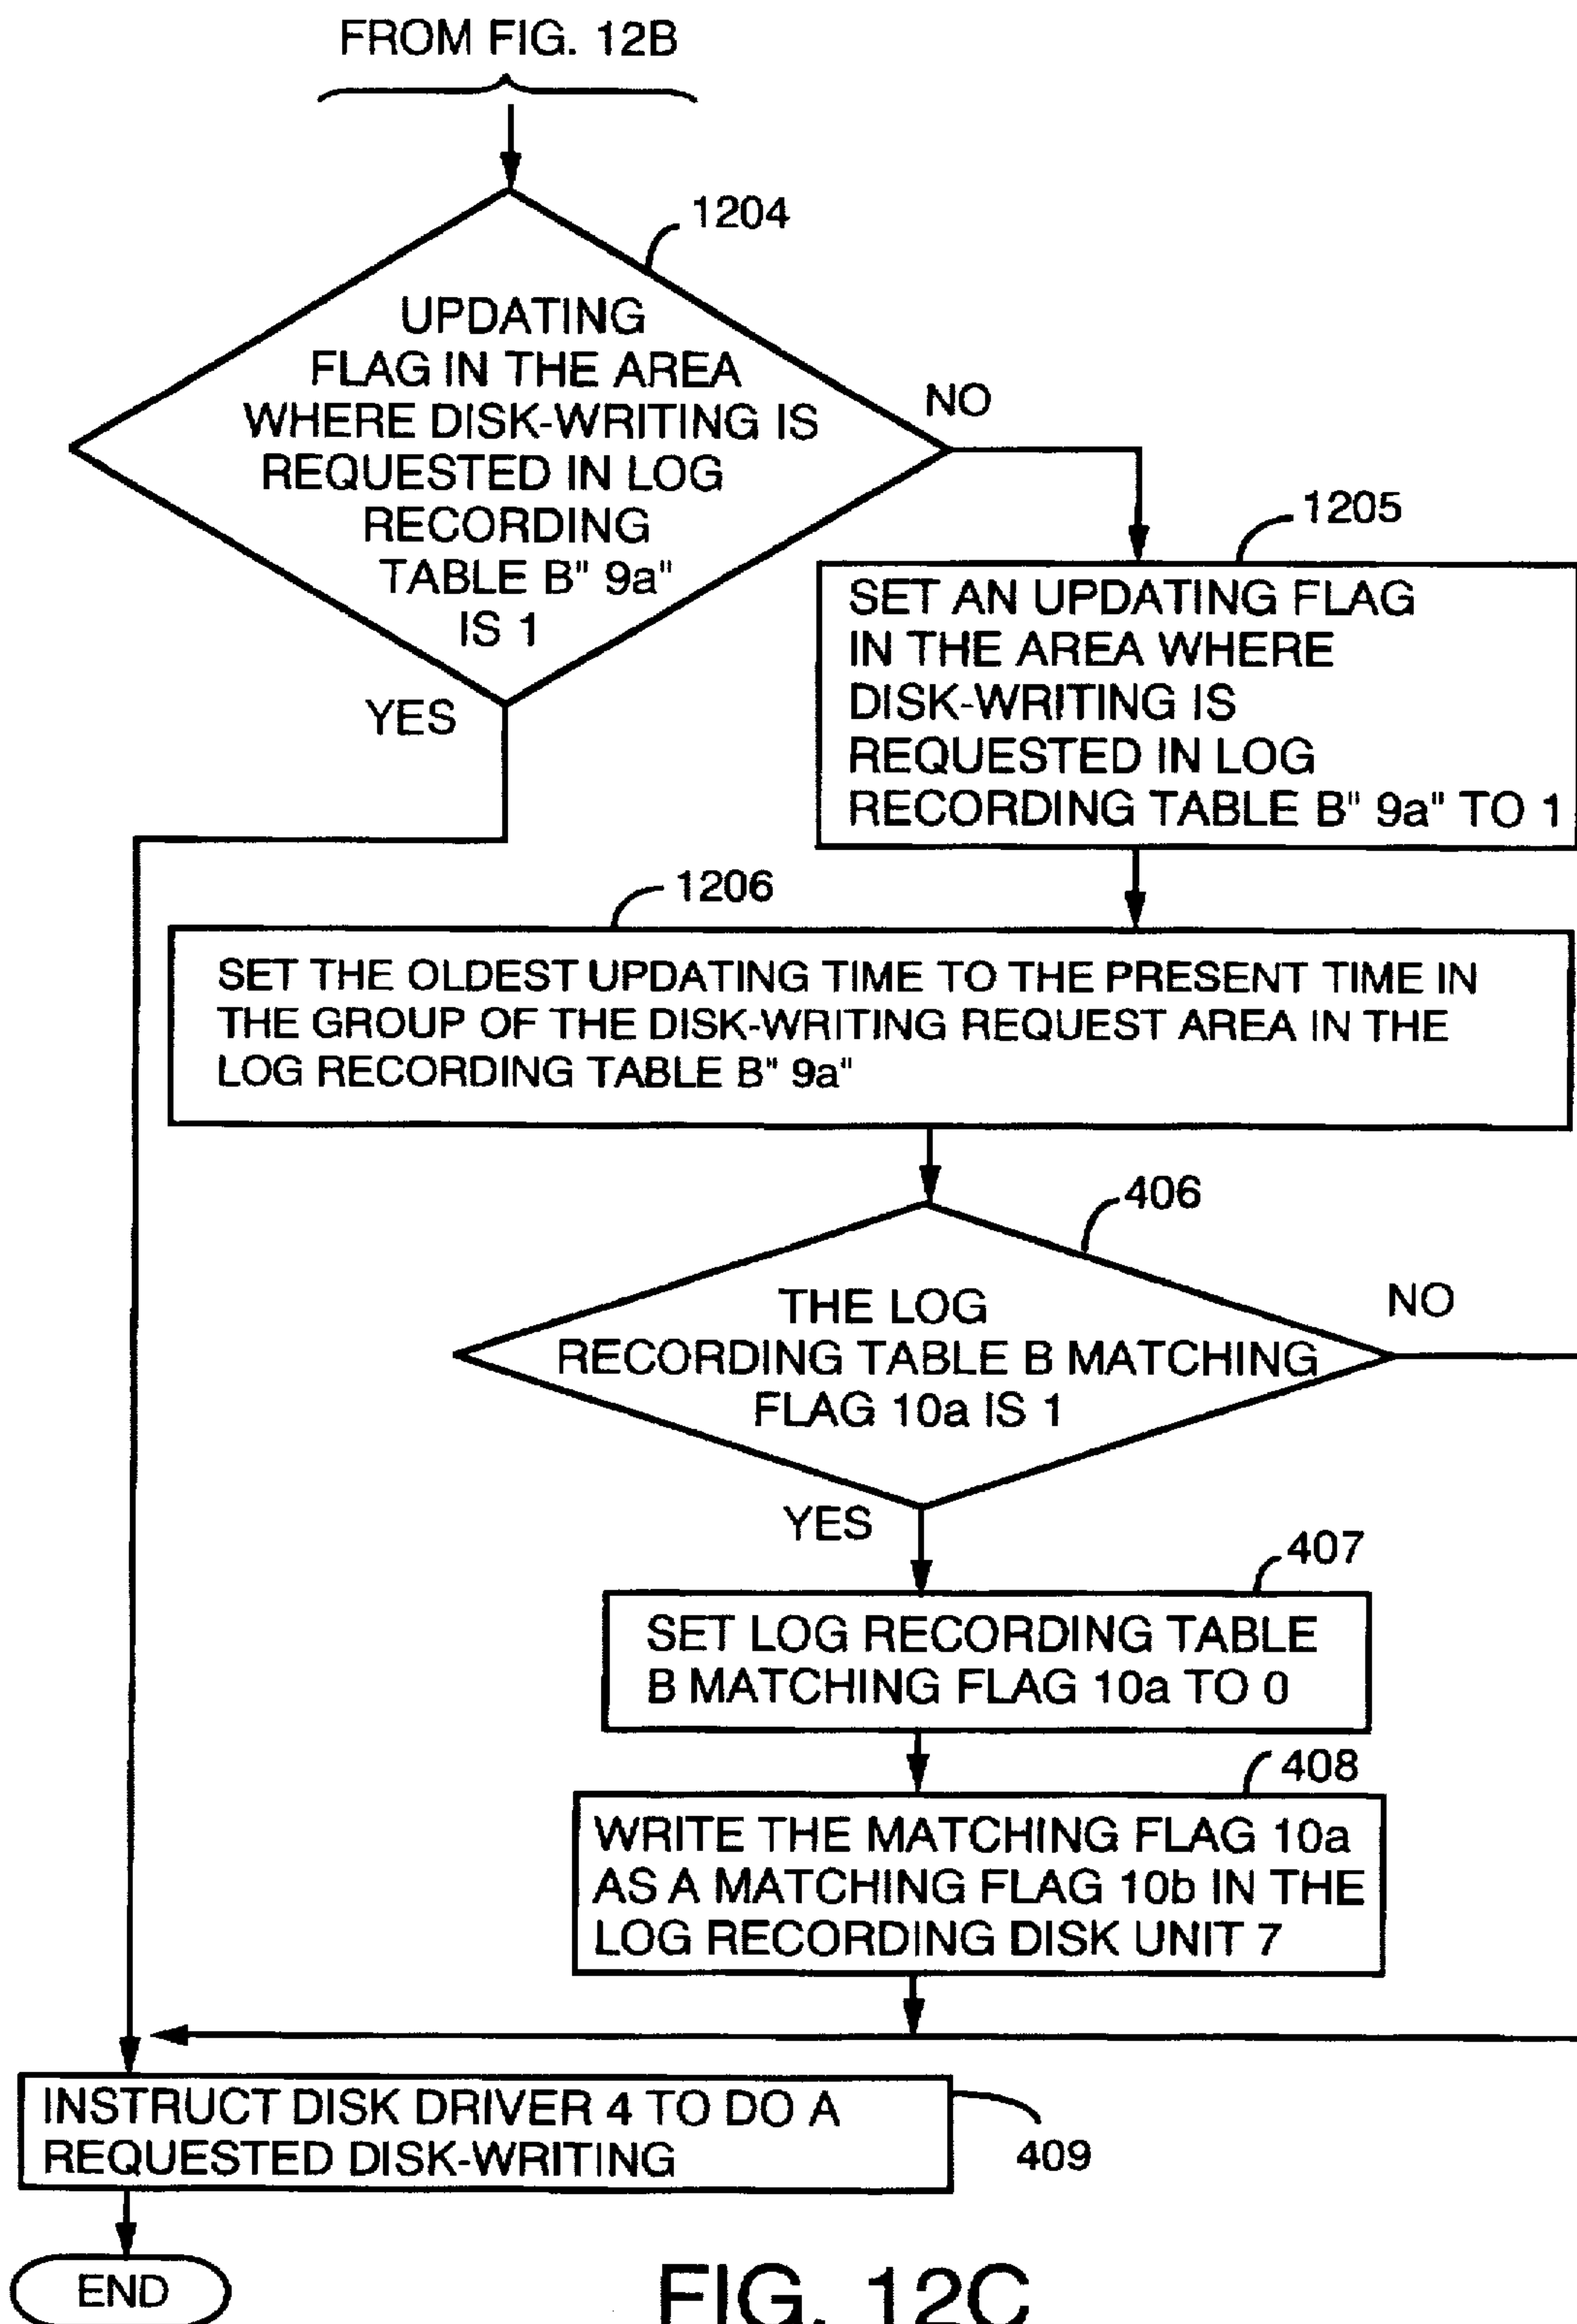 FROM FIG. 12B
1204
UPDATING
FLAG IN THE AREA
WHERE DISK-WRITING IS
REQUESTED IN LOG
RECORDING
TABLE B" 9a"
IS 1
NO
YES
1205
SET AN UPDATING FLAG
IN THE AREA WHERE
DISK-WRITING IS
REQUESTED IN LOG
RECORDING TABLE B" 9a" TO 1
1206
SET THE OLDEST UPDATING TIME TO THE PRESENT TIME IN
THE GROUP OF THE DISK-WRITING REQUEST AREA IN THE
LOG RECORDING TABLE B" 9a"
406
THE LOG
RECORDING TABLE B MATCHING
FLAG 10a IS 1
NO
YES
407
SET LOG RECORDING TABLE
B MATCHING FLAG 10a TO 0
408
WRITE THE MATCHING FLAG 10a
AS A MATCHING FLAG 10b IN THE
LOG RECORDING DISK UNIT 7
INSTRUCT DISK DRIVER 4 TO DO A
REQUESTED DISK-WRITING
409
END
FIG. 12C